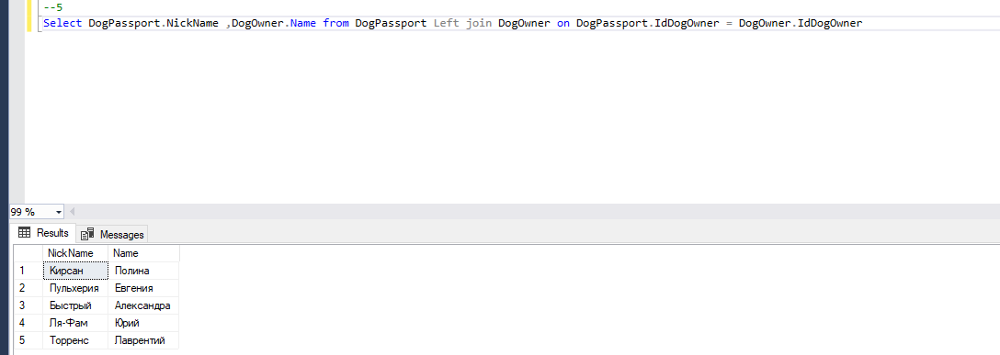 --5
Select DogPassport.NickName ,DogOwner.Name from DogPassport Left join DogOwner on DogPassport.IdDogOwner = DogOwner.IdDogOwner
99 %
Results Messages
NickName Name
1 Кирсан Полина
2 Пульхерия Евгения
3 Быстрый Александра
4 Ля-Фам Юрий
5 Торренс Лаврентий